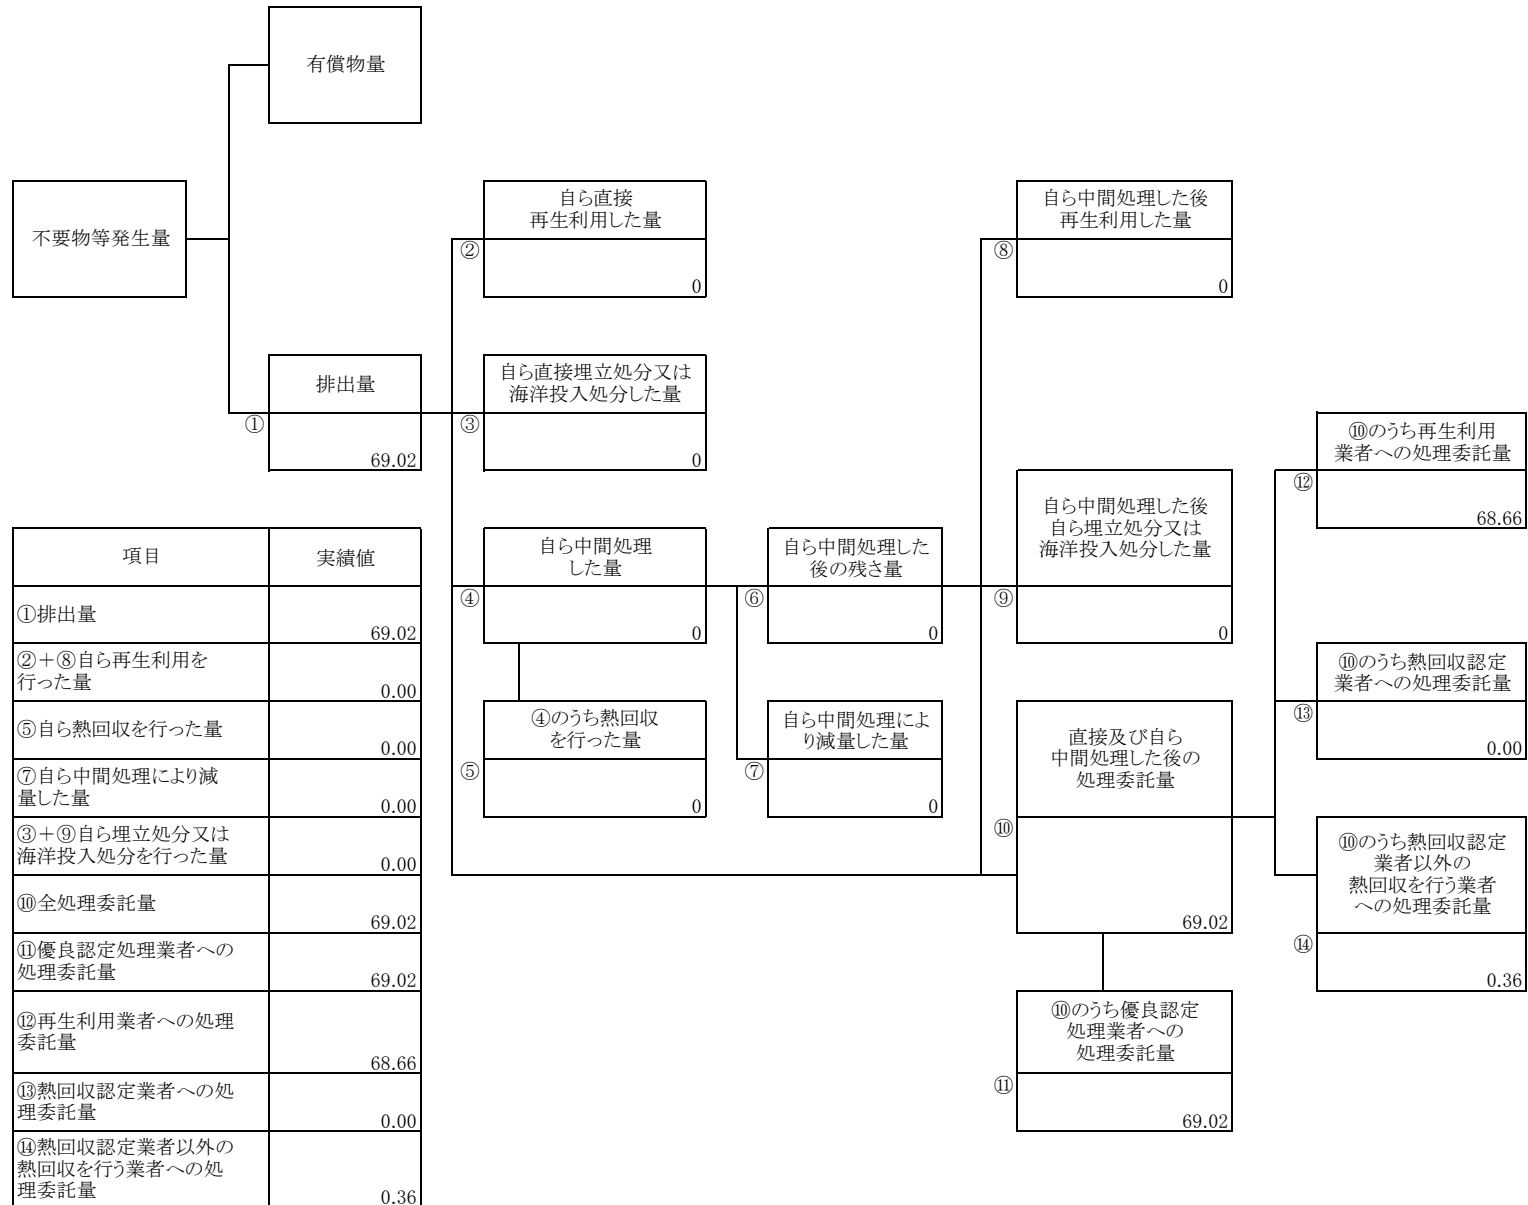 有償物量
不要物等発生量
自ら直接
再生利用した量
②
0
自ら中間処理した後
再生利用した量
⑧
0
排出量
①
69.02
自ら直接埋立処分又は
海洋投入処分した量
③
0
自ら中間処理
した量
④
0
自ら中間処理した
後の残さ量
⑥
0
自ら中間処理した後
自ら埋立処分又は
海洋投入処分した量
⑨
0
⑩のうち再生利用
業者への処理委託量
⑫
68.66
④のうち熱回収
を行った量
⑤
0
自ら中間処理によ
り減量した量
⑦
0
直接及び自ら
中間処理した後の
処理委託量
⑩
69.02
⑩のうち熱回収認定
業者への処理委託量
⑬
0.00
⑩のうち熱回収認定
業者以外の
熱回収を行う業者
への処理委託量
⑭
0.36
⑩のうち優良認定
処理業者への
処理委託量
⑪
69.02
項目
実績値
①排出量
69.02
②+⑧自ら再生利用を
行った量
0.00
⑤自ら熱回収を行った量
0.00
⑦自ら中間処理により減
量した量
0.00
③+⑨自ら埋立処分又は
海洋投入処分を行った量
0.00
⑩全処理委託量
69.02
⑪優良認定処理業者への
処理委託量
69.02
⑫再生利用業者への処理
委託量
68.66
⑬熱回収認定業者への処
理委託量
0.00
⑭熱回収認定業者以外の
熱回収を行う業者への処
理委託量
0.36